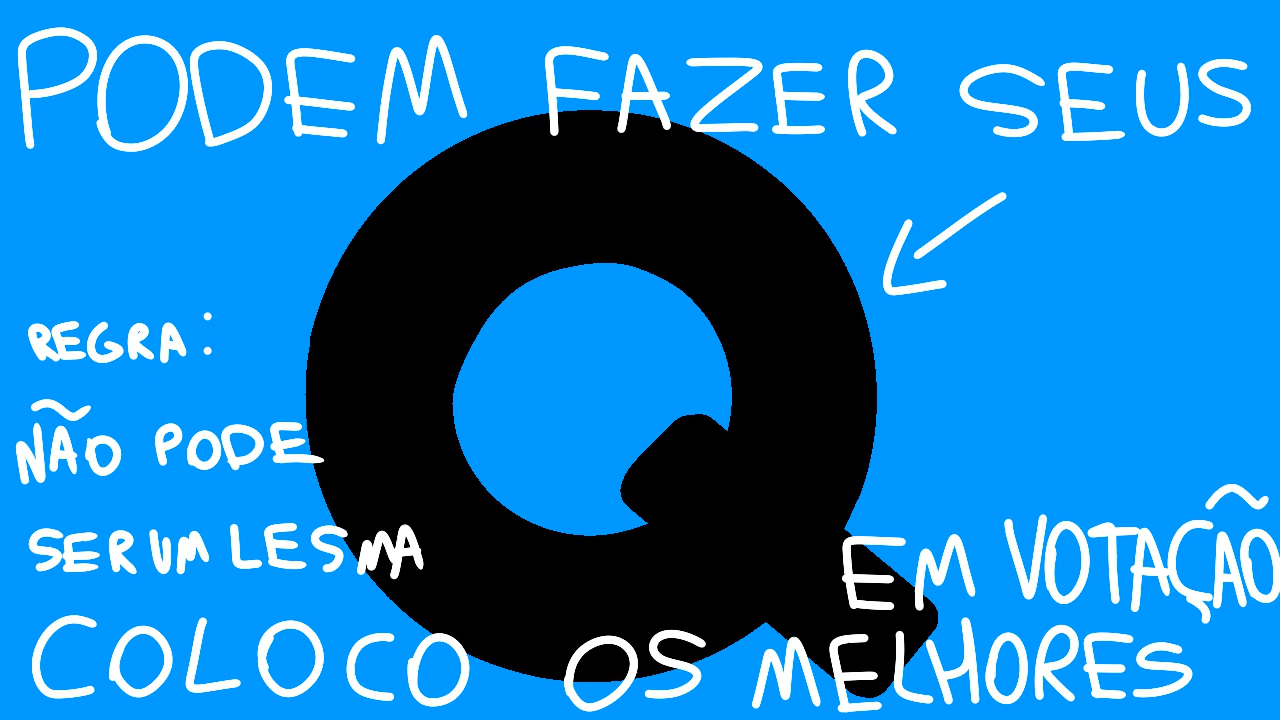 PODEM FAZER SEUS
Q
REGRA:
NÃO PODE
SER UM LESMA
COLOCO OS MELHORES
EM VOTAÇÃO